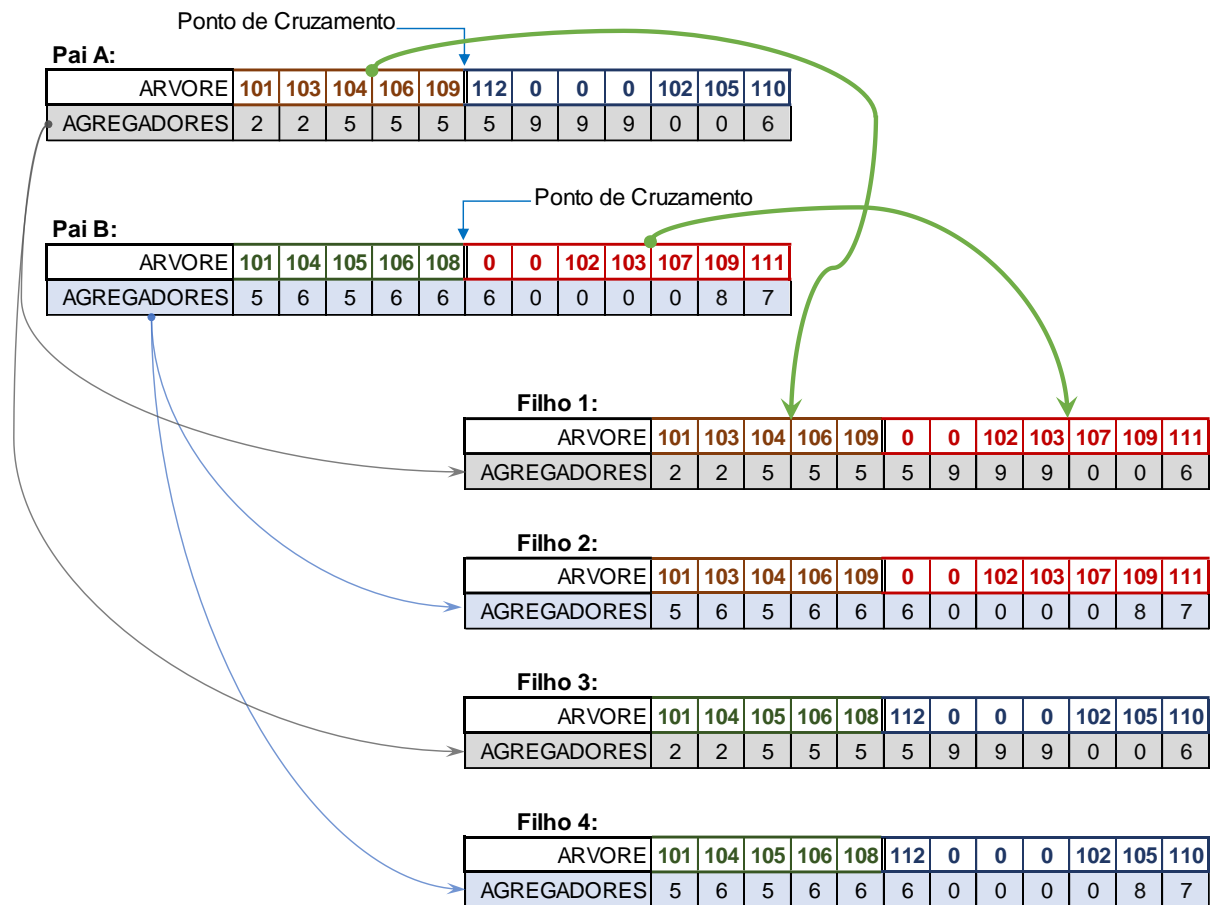 Ponto de Cruzamento
Pai A:
ARVORE 101 103 104 106 109 112 0 0 0 102 105 110
AGREGADORES 2 2 5 5 5 5 9 9 9 0 0 6
Ponto de Cruzamento
Pai B:
ARVORE 101 104 105 106 108 0 0 102 103 107 109 111
AGREGADORES 5 6 5 6 6 6 0 0 0 0 8 7
Filho 1:
ARVORE 101 103 104 106 109 0 0 102 103 107 109 111
AGREGADORES 2 2 5 5 5 5 9 9 9 0 0 6
Filho 2:
ARVORE 101 103 104 106 109 0 0 102 103 107 109 111
AGREGADORES 5 6 5 6 6 6 0 0 0 0 8 7
Filho 3:
ARVORE 101 104 105 106 108 112 0 0 0 102 105 110
AGREGADORES 2 2 5 5 5 5 9 9 9 0 0 6
Filho 4:
ARVORE 101 104 105 106 108 112 0 0 0 102 105 110
AGREGADORES 5 6 5 6 6 6 0 0 0 0 8 7